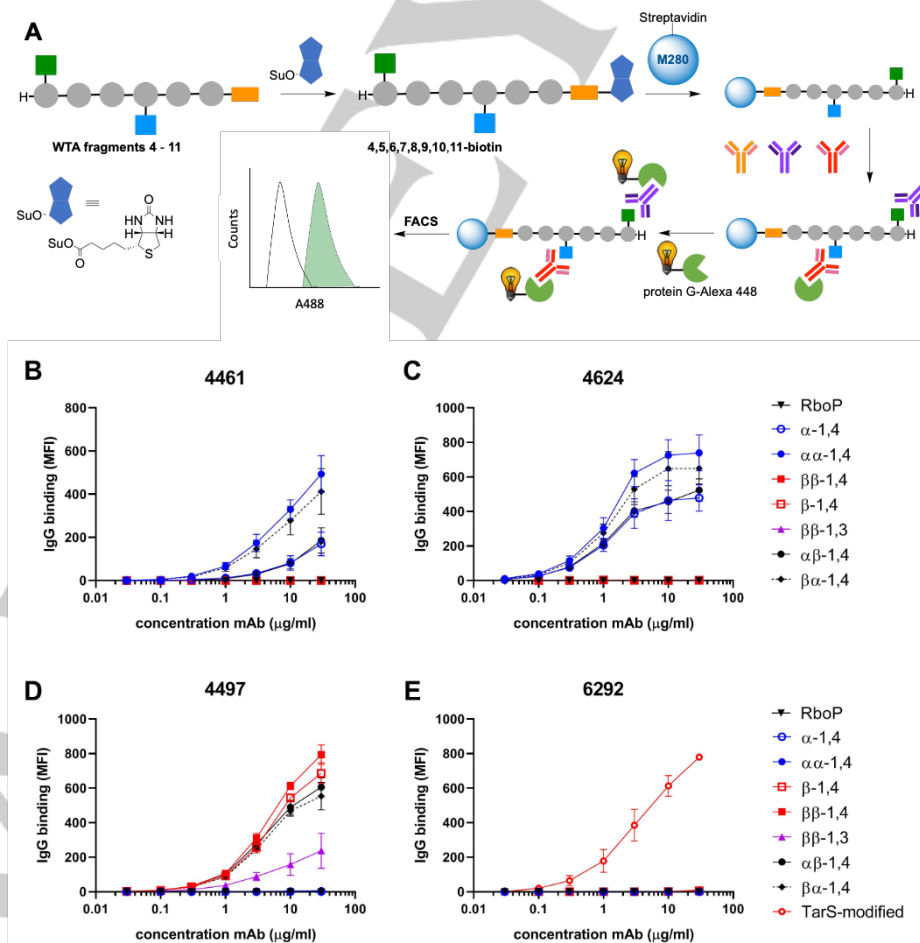 A
Streptavidin
SuO
M280
H
WTA fragments 4 - 11
H
4,5,6,7,8,9,10,11-biotin
H
SuO
≡
O
HN
NH
H
H
SuO
O
S
Counts
A488
FACS
H
protein G-Alexa 448
H
B
4461
IgG binding (MFI)
800
600
400
200
0
0.01
0.1
1
10
100
concentration mAb (μg/ml)
C
4624
IgG binding (MFI)
1000
800
600
400
200
0
0.01
0.1
1
10
100
concentration mAb (μg/ml)
RboP
α-1,4
αα-1,4
ββ-1,4
β-1,4
ββ-1,3
αβ-1,4
βα-1,4
D
4497
IgG binding (MFI)
1000
800
600
400
200
0
0.01
0.1
1
10
100
concentration mAb (μg/ml)
E
6292
IgG binding (MFI)
1000
800
600
400
200
0
0.01
0.1
1
10
100
concentration mAb (μg/ml)
RboP
α-1,4
αα-1,4
β-1,4
ββ-1,4
ββ-1,3
αβ-1,4
βα-1,4
TarS-modified